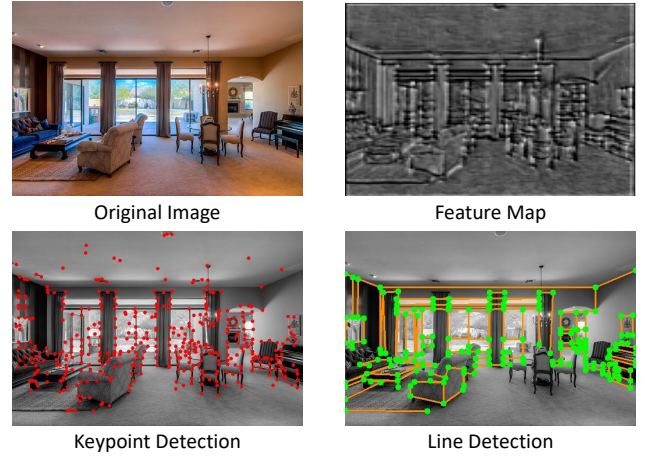 Original Image
Feature Map
Keypoint Detection
Line Detection